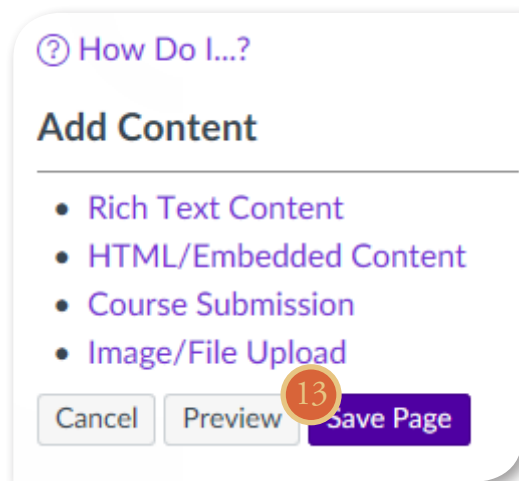 ? How Do I...?
Add Content
• Rich Text Content
• HTML/Embedded Content
• Course Submission
• Image/File Upload
Cancel Preview 13 Save Page